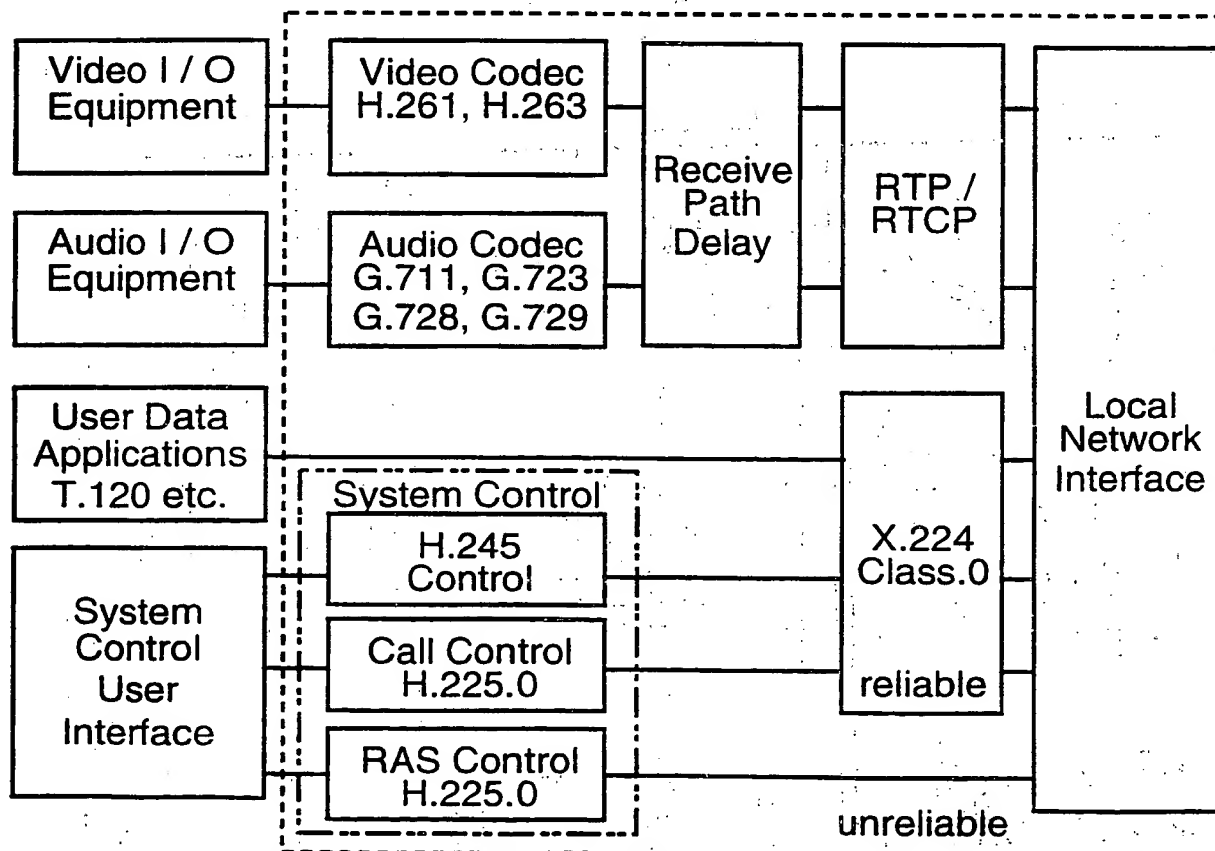 Video I / O
Equipment
Video Codec
H.261, H.263
Receive
Path
Delay
RTP /
RTCP
Audio I / O
Equipment
Audio Codec
G.711, G.723
G.728, G.729
Local
Network
Interface
User Data
Applications
T.120 etc.
System Control
H.245
Control
X.224
Class.0
reliable
System
Control
User
Interface
Call Control
H.225.0
RAS Control
H.225.0
unreliable